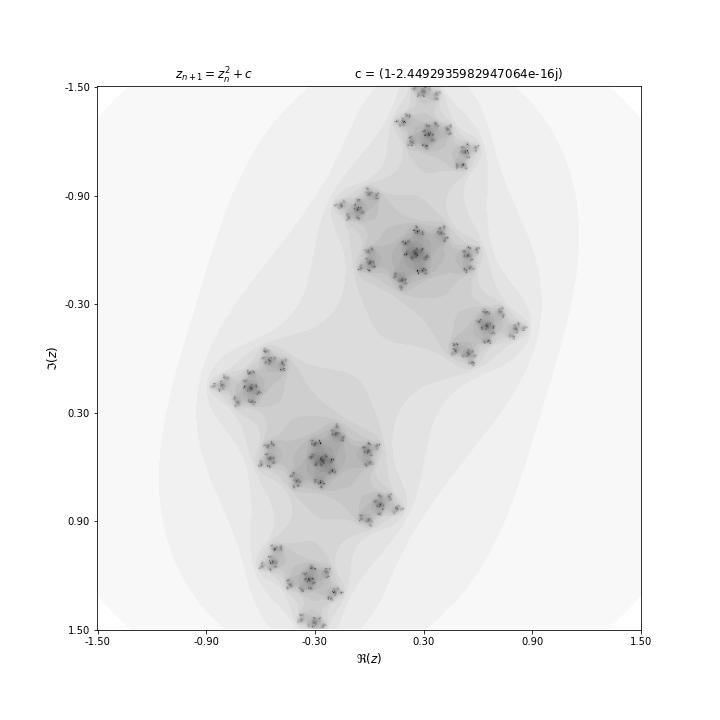 z_{n+1} = z_n^2 + c
c = (1-2.4492935982947064e-16j)
-1.50
-0.90
-0.30
0.30
0.90
1.50
ℑ(z)
-1.50 -0.90 -0.30 0.30 0.90 1.50
ℜ(z)